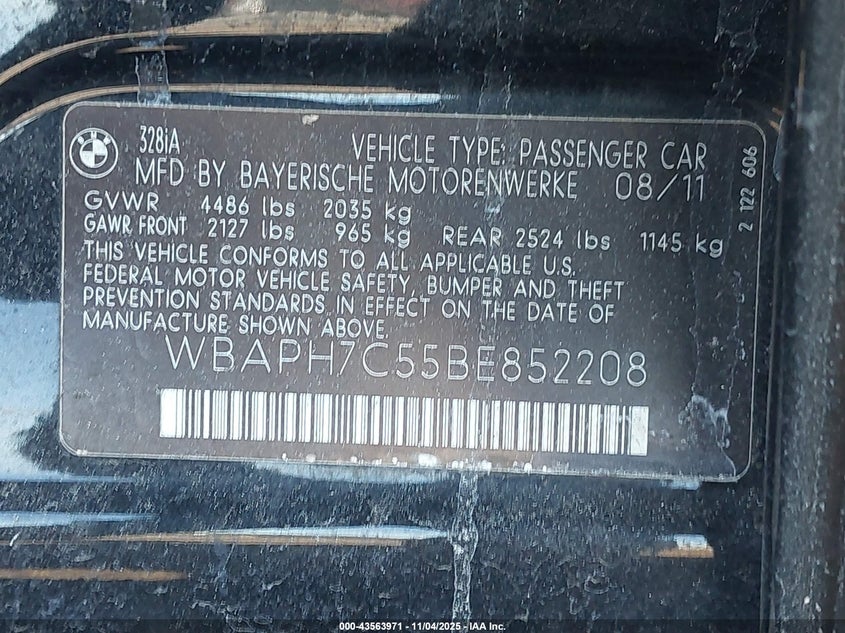 BMW
328iA
VEHICLE TYPE: PASSENGER CAR
MFD BY BAYERISCHE MOTORENWERKE 08/11
GVWR 4486 lbs 2035 kg
GAWR FRONT 2127 lbs 965 kg REAR 2524 lbs 1145 kg
THIS VEHICLE CONFORMS TO ALL APPLICABLE U.S.
FEDERAL MOTOR VEHICLE SAFETY, BUMPER AND THEFT
PREVENTION STANDARDS IN EFFECT ON THE DATE OF
MANUFACTURE SHOWN ABOVE.
WBAPH7C55BE852208
2 122 606
000-43563971 - 11/04/2025 - IAA Inc.